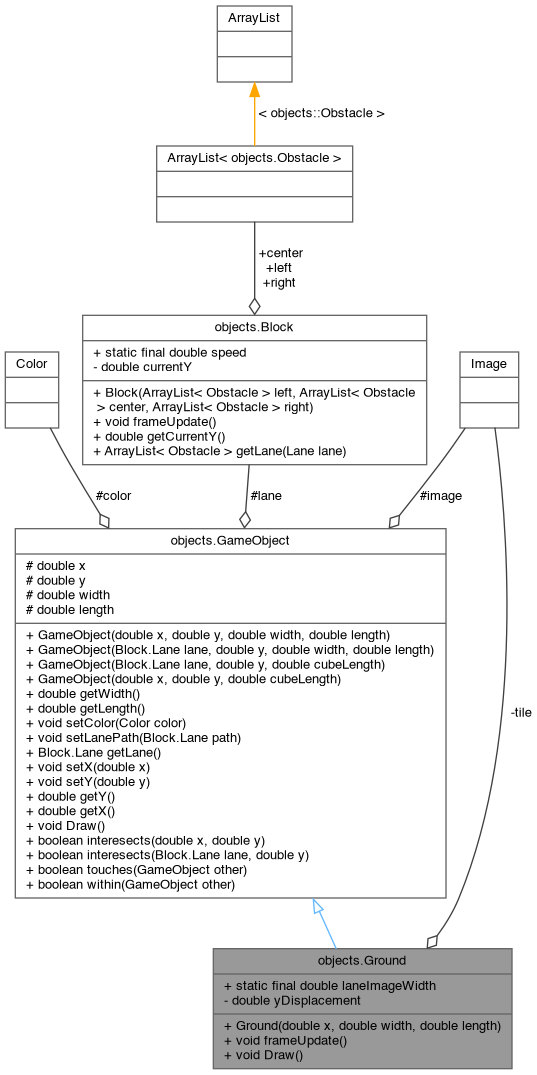 ArrayList
< objects::Obstacle >
ArrayList< objects.Obstacle >
+center
+left
+right
objects.Block
+ static final double speed
- double currentY
+ Block(ArrayList< Obstacle > left, ArrayList< Obstacle
> center, ArrayList< Obstacle > right)
+ void frameUpdate()
+ double getCurrentY()
+ ArrayList< Obstacle > getLane(Lane lane)
Color
Image
#color
#lane
#image
objects.GameObject
# double x
# double y
# double width
# double length
+ GameObject(double x, double y, double width, double length)
+ GameObject(Block.Lane lane, double y, double width, double length)
+ GameObject(Block.Lane lane, double y, double cubeLength)
+ GameObject(double x, double y, double cubeLength)
+ double getWidth()
+ double getLength()
+ void setColor(Color color)
+ void setLanePath(Block.Lane path)
+ Block.Lane getLane()
+ void setX(double x)
+ void setY(double y)
+ double getY()
+ double getX()
+ void Draw()
+ boolean interesects(double x, double y)
+ boolean interesects(Block.Lane lane, double y)
+ boolean touches(GameObject other)
+ boolean within(GameObject other)
-tile
objects.Ground
+ static final double laneImageWidth
- double yDisplacement
+ Ground(double x, double width, double length)
+ void frameUpdate()
+ void Draw()